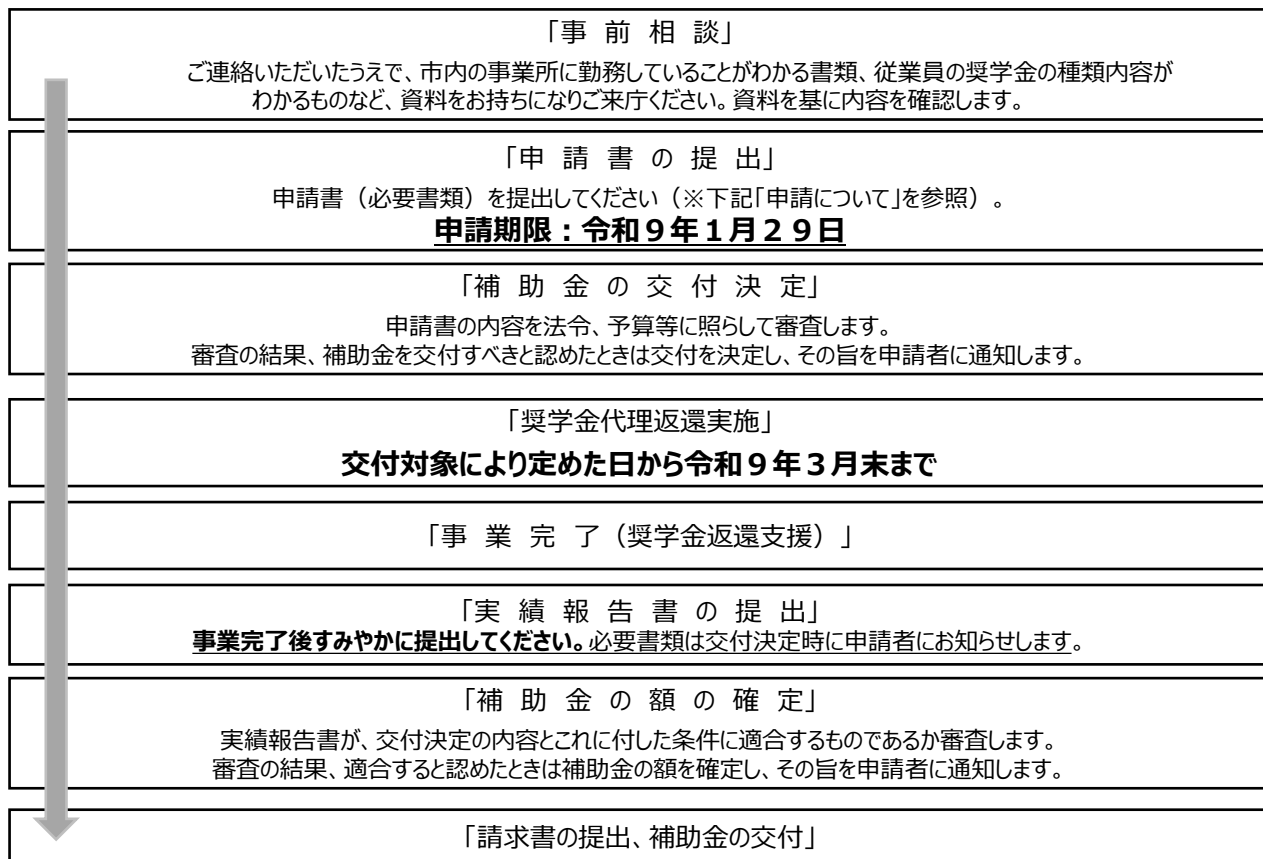 「事 前 相 談」
ご連絡いただいたうえで、市内の事業所に勤務していることがわかる書類、従業員の奨学金の種類内容が
わかるものなど、資料をお持ちになりご来庁ください。資料を基に内容を確認します。
「申 請 書 の 提 出」
申請書（必要書類）を提出してください（※下記「申請について」を参照）。
申請期限：令和９年１月２９日
「補 助 金 の 交 付 決 定」
申請書の内容を法令、予算等に照らして審査します。
審査の結果、補助金を交付すべきと認めたときは交付を決定し、その旨を申請者に通知します。
「奨学金代理返還実施」
交付対象により定めた日から令和９年３月末まで
「事 業 完 了（奨学金返還支援）」
「実 績 報 告 書 の 提 出」
事業完了後すみやかに提出してください。必要書類は交付決定時に申請者にお知らせします。
「補 助 金 の 額 の 確 定」
実績報告書が、交付決定の内容とこれに付した条件に適合するものであるか審査します。
審査の結果、適合すると認めたときは補助金の額を確定し、その旨を申請者に通知します。
「請求書の提出、補助金の交付」